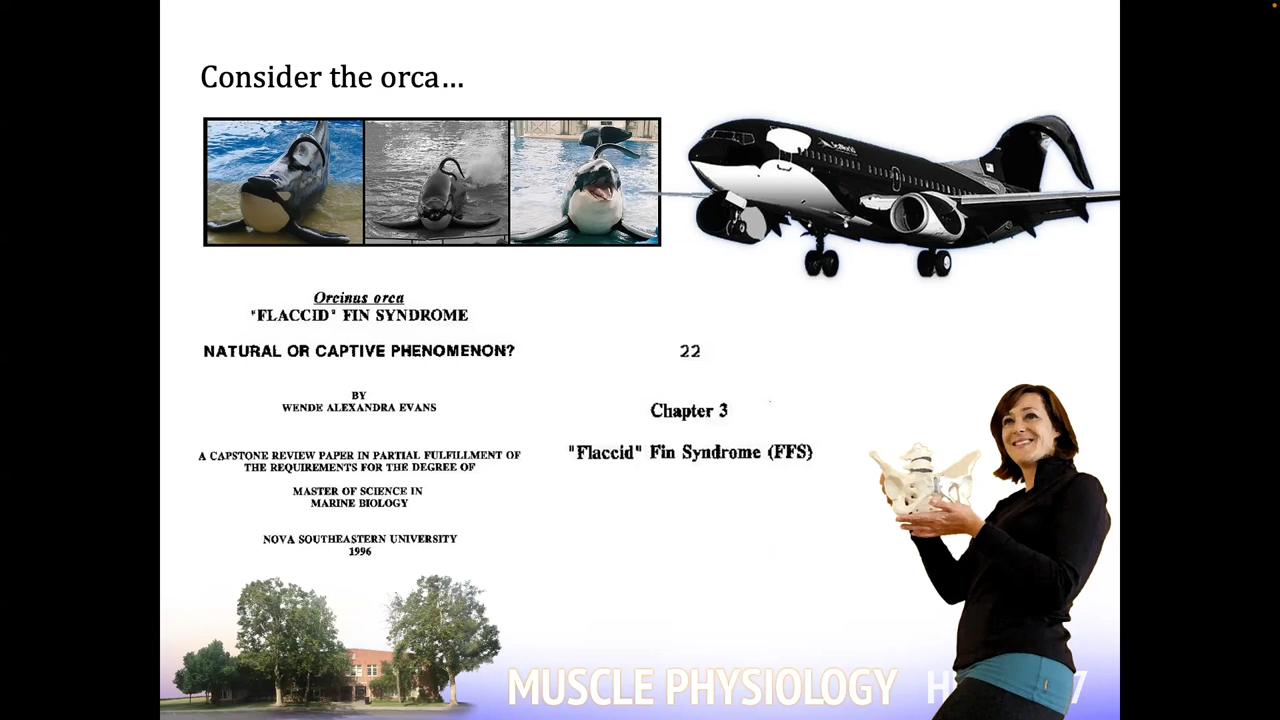 Consider the orca...
Orcinus orca
"FLACCID" FIN SYNDROME
NATURAL OR CAPTIVE PHENOMENON?
BY
WENDE ALEXANDRA EVANS
A CAPSTONE REVIEW PAPER IN PARTIAL FULFILLMENT OF
THE REQUIREMENTS FOR THE DEGREE OF
MASTER OF SCIENCE IN
MARINE BIOLOGY
NOVA SOUTHEASTERN UNIVERSITY
1996
22
Chapter 3
"Flaccid" Fin Syndrome (FFS)
MUSCLE PHYSIOLOGY